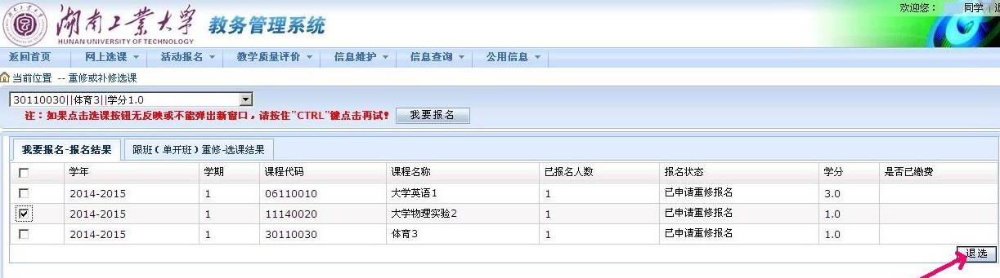 湖南工業大学 教务管理系统 欢迎您： 同学
HUNAN UNIVERSITY OF TECHNOLOGY
返回首页 网上选课 活动报名 教学质量评价 信息维护 信息查询 公用信息
当前位置 -- 重修或补修选课
30110030||体育3||学分1.0
注：如果点击选课按钮无反映或不能弹出新窗口，请按住"CTRL"键点击再试！ 我要报名
我要报名-报名结果 跟班（单开班）重修-选课结果
学年 学期 课程代码 课程名称 已报名人数 报名状态 学分 是否已缴费
2014-2015 1 06110010 大学英语1 1 已申请重修报名 3.0
2014-2015 1 11140020 大学物理实验2 1 已申请重修报名 1.0
2014-2015 1 30110030 体育3 1 已申请重修报名 1.0
退选